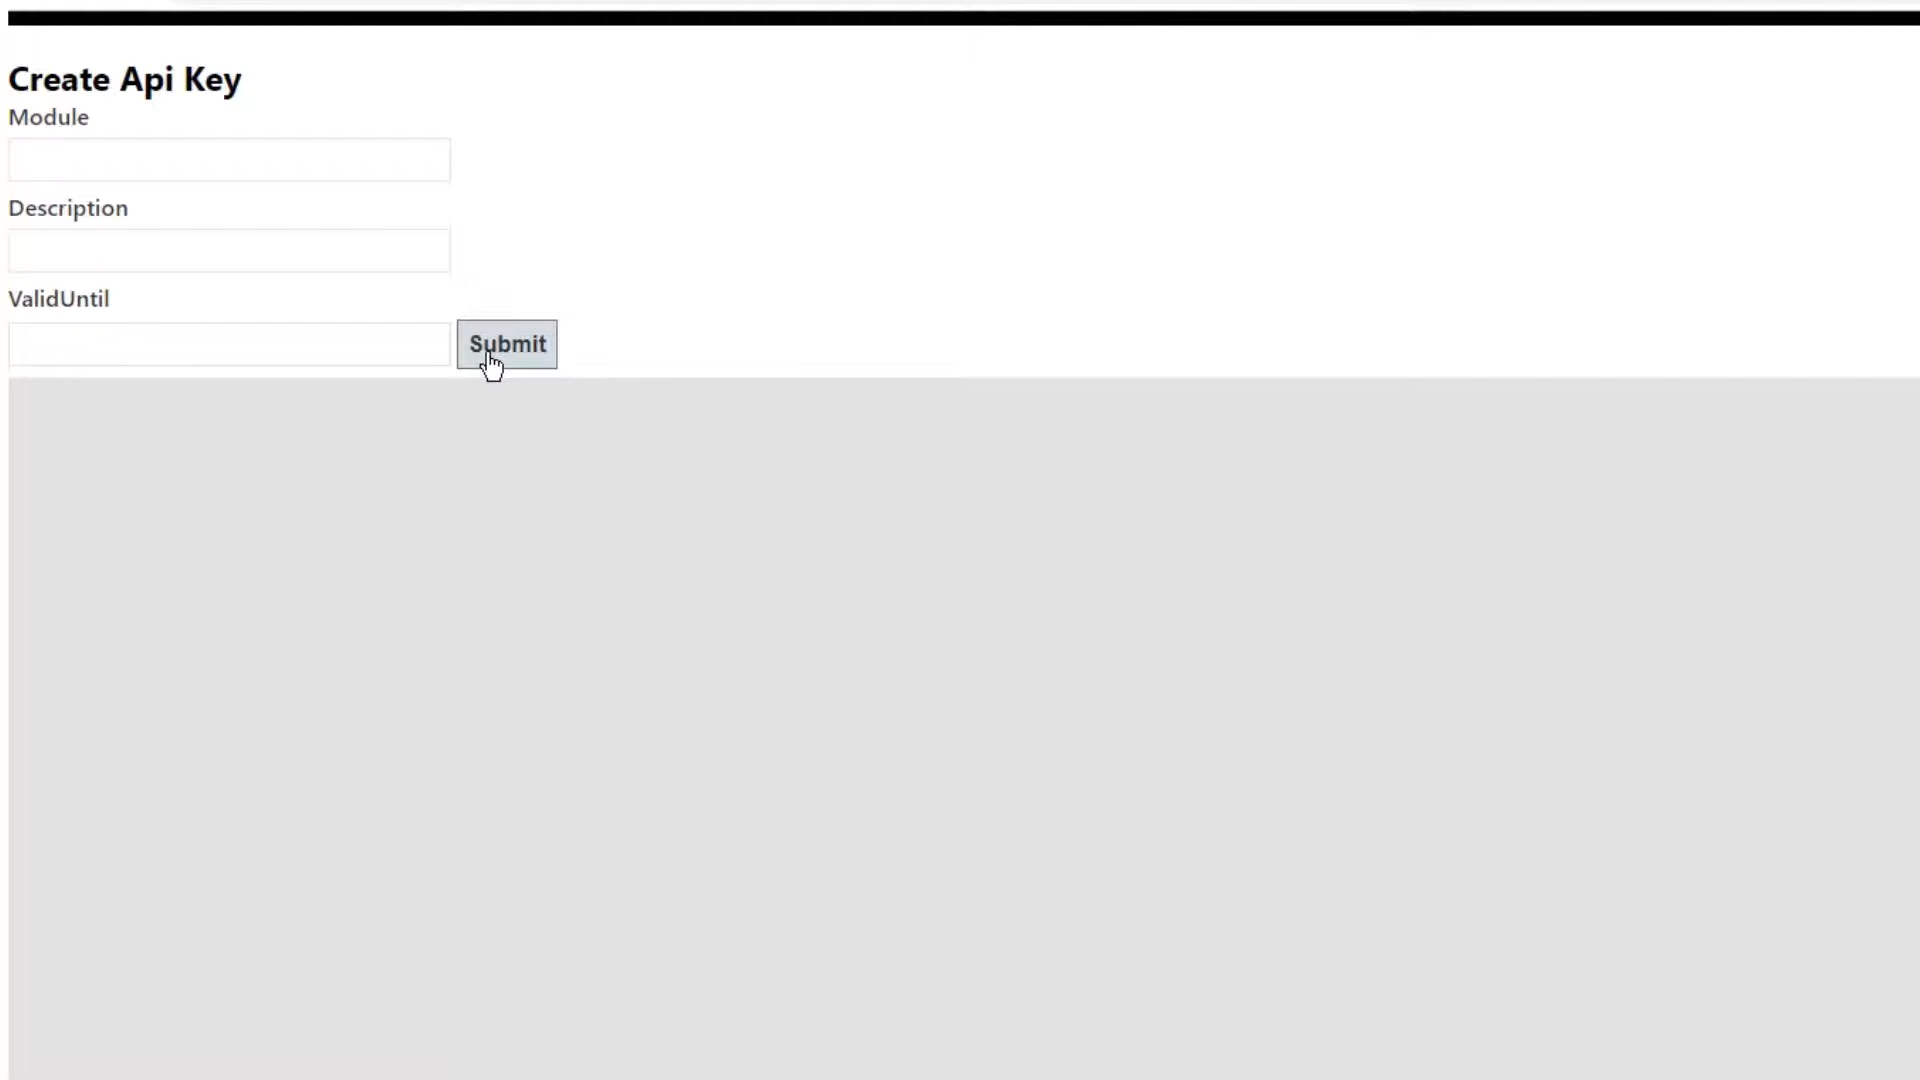 Create Api Key
Module
Description
ValidUntil
Submit